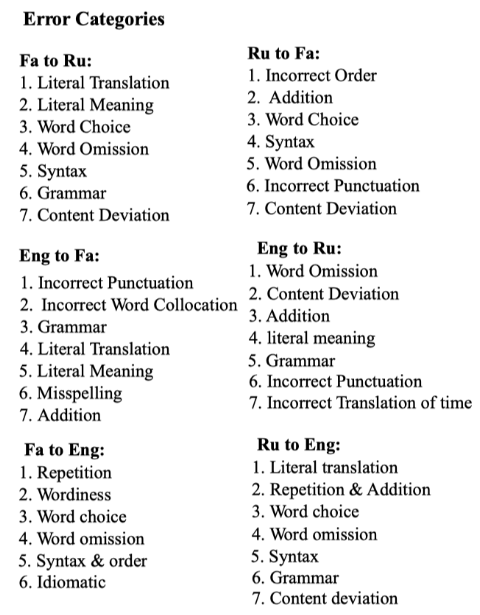 Error Categories
Fa to Ru:
1. Literal Translation
2. Literal Meaning
3. Word Choice
4. Word Omission
5. Syntax
6. Grammar
7. Content Deviation
Ru to Fa:
1. Incorrect Order
2. Addition
3. Word Choice
4. Syntax
5. Word Omission
6. Incorrect Punctuation
7. Content Deviation
Eng to Fa:
1. Incorrect Punctuation
2. Incorrect Word Collocation
3. Grammar
4. Literal Translation
5. Literal Meaning
6. Misspelling
7. Addition
Eng to Ru:
1. Word Omission
2. Content Deviation
3. Addition
4. literal meaning
5. Grammar
6. Incorrect Punctuation
7. Incorrect Translation of time
Fa to Eng:
1. Repetition
2. Wordiness
3. Word choice
4. Word omission
5. Syntax & order
6. Idiomatic
Ru to Eng:
1. Literal translation
2. Repetition & Addition
3. Word choice
4. Word omission
5. Syntax
6. Grammar
7. Content deviation